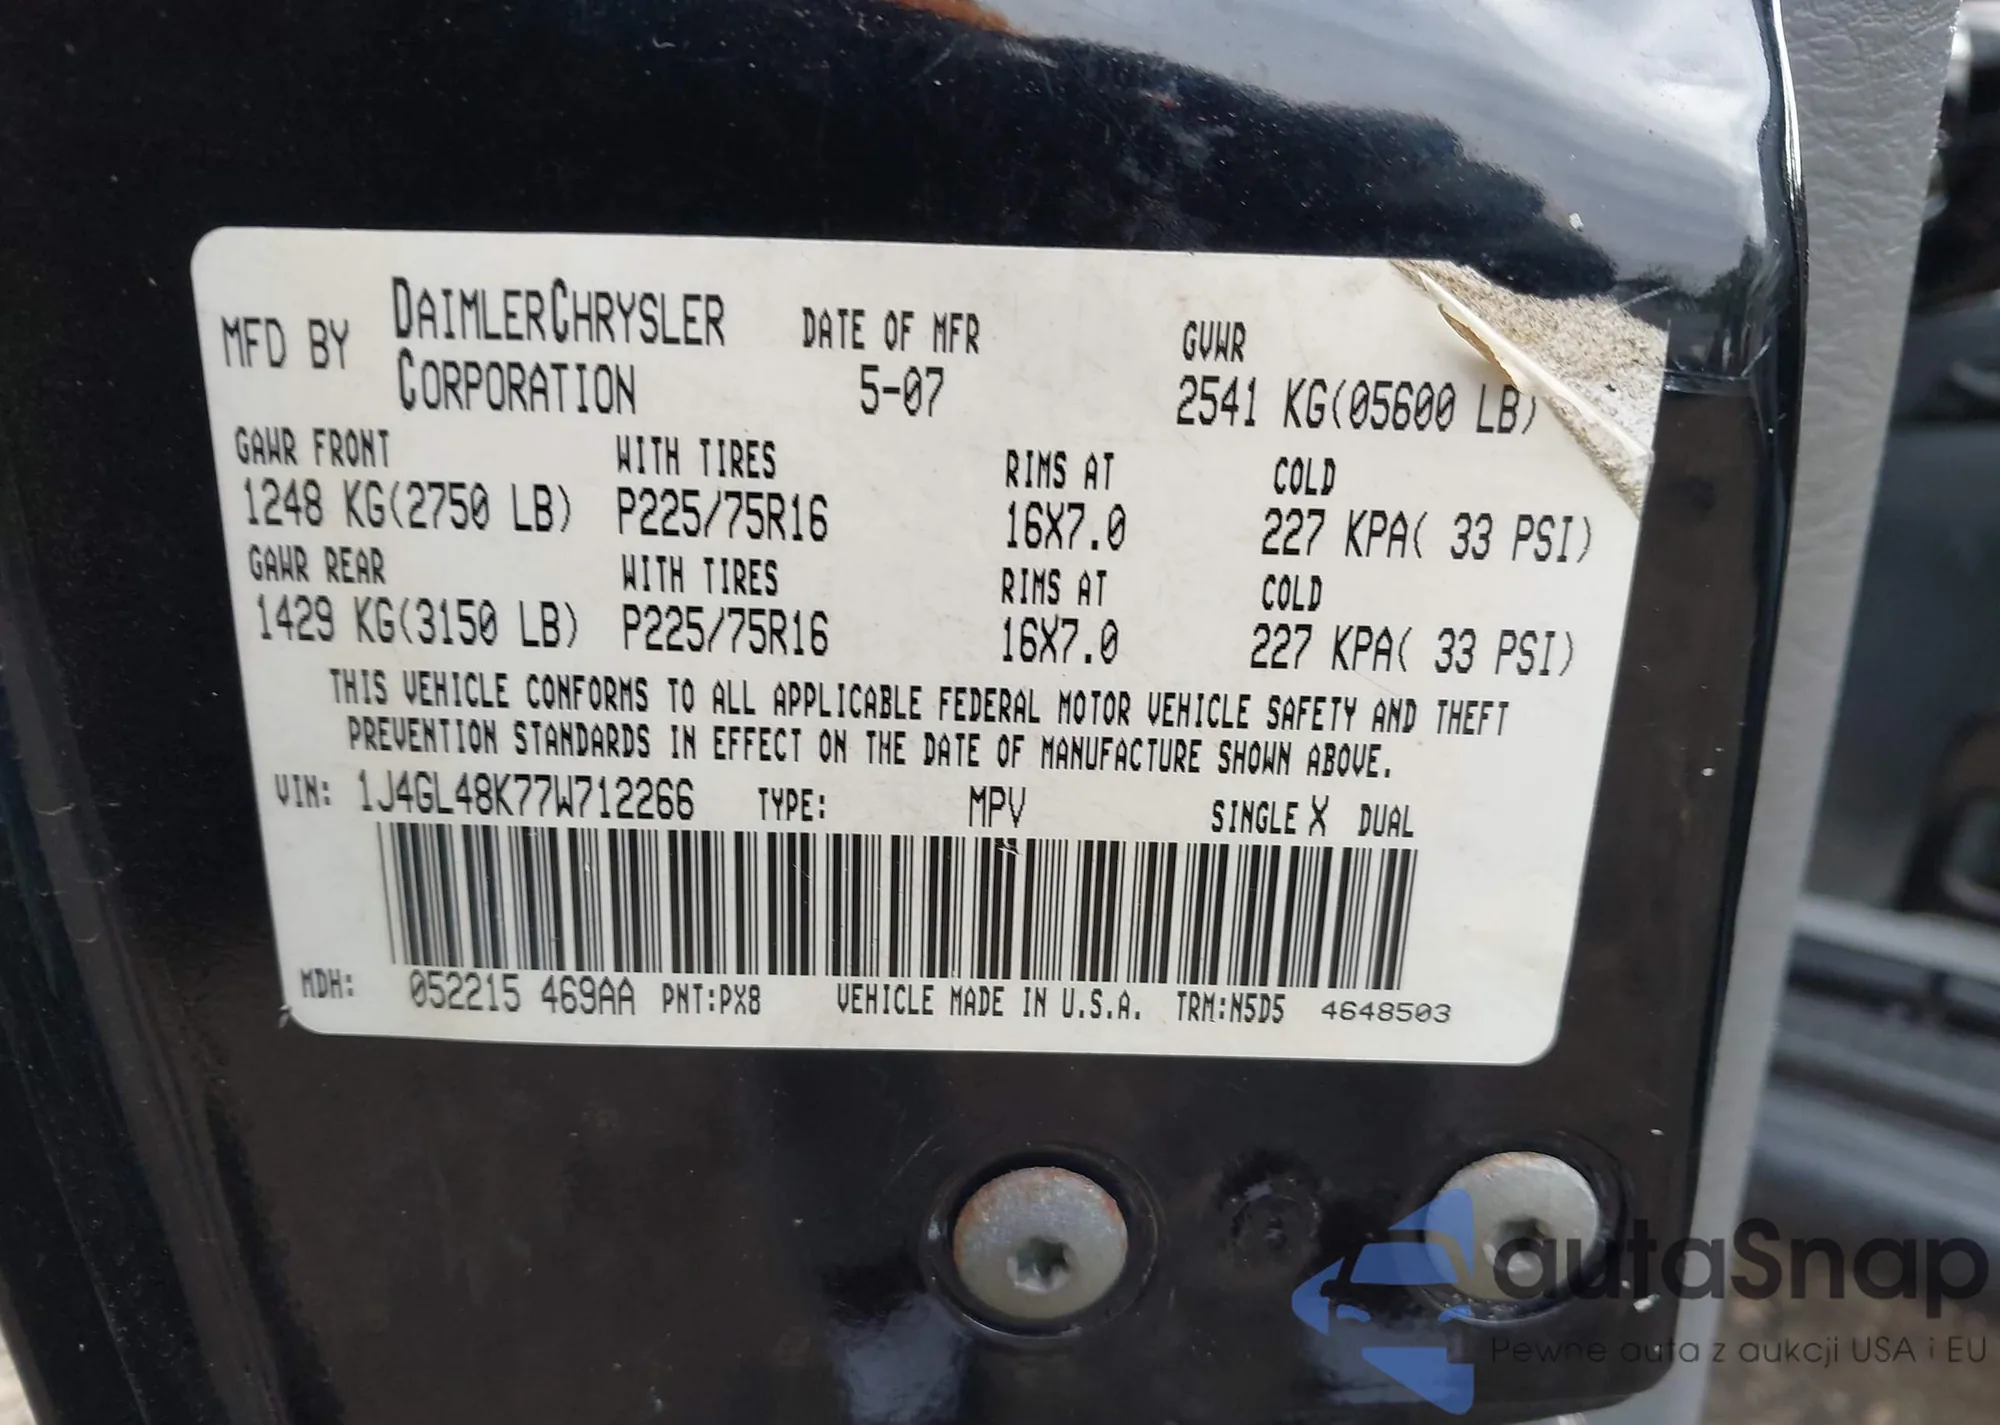 MFD BY DAIMLERCHRYSLER CORPORATION DATE OF MFR 5-07 GVWR 2541 KG(05600 LB)
GAWR FRONT WITH TIRES RIMS AT COLD
1248 KG(2750 LB) P225/75R16 16X7.0 227 KPA( 33 PSI)
GAWR REAR WITH TIRES RIMS AT COLD
1429 KG(3150 LB) P225/75R16 16X7.0 227 KPA( 33 PSI)
THIS VEHICLE CONFORMS TO ALL APPLICABLE FEDERAL MOTOR VEHICLE SAFETY AND THEFT
PREVENTION STANDARDS IN EFFECT ON THE DATE OF MANUFACTURE SHOWN ABOVE.
VIN: 1J4GL48K77W712266 TYPE: MPV SINGLE X DUAL
MDH: 052215 469AA PNT:PX8 VEHICLE MADE IN U.S.A. TRM:N5D5 4648503
autaSnap
Pewne auta z aukcji USA i EU